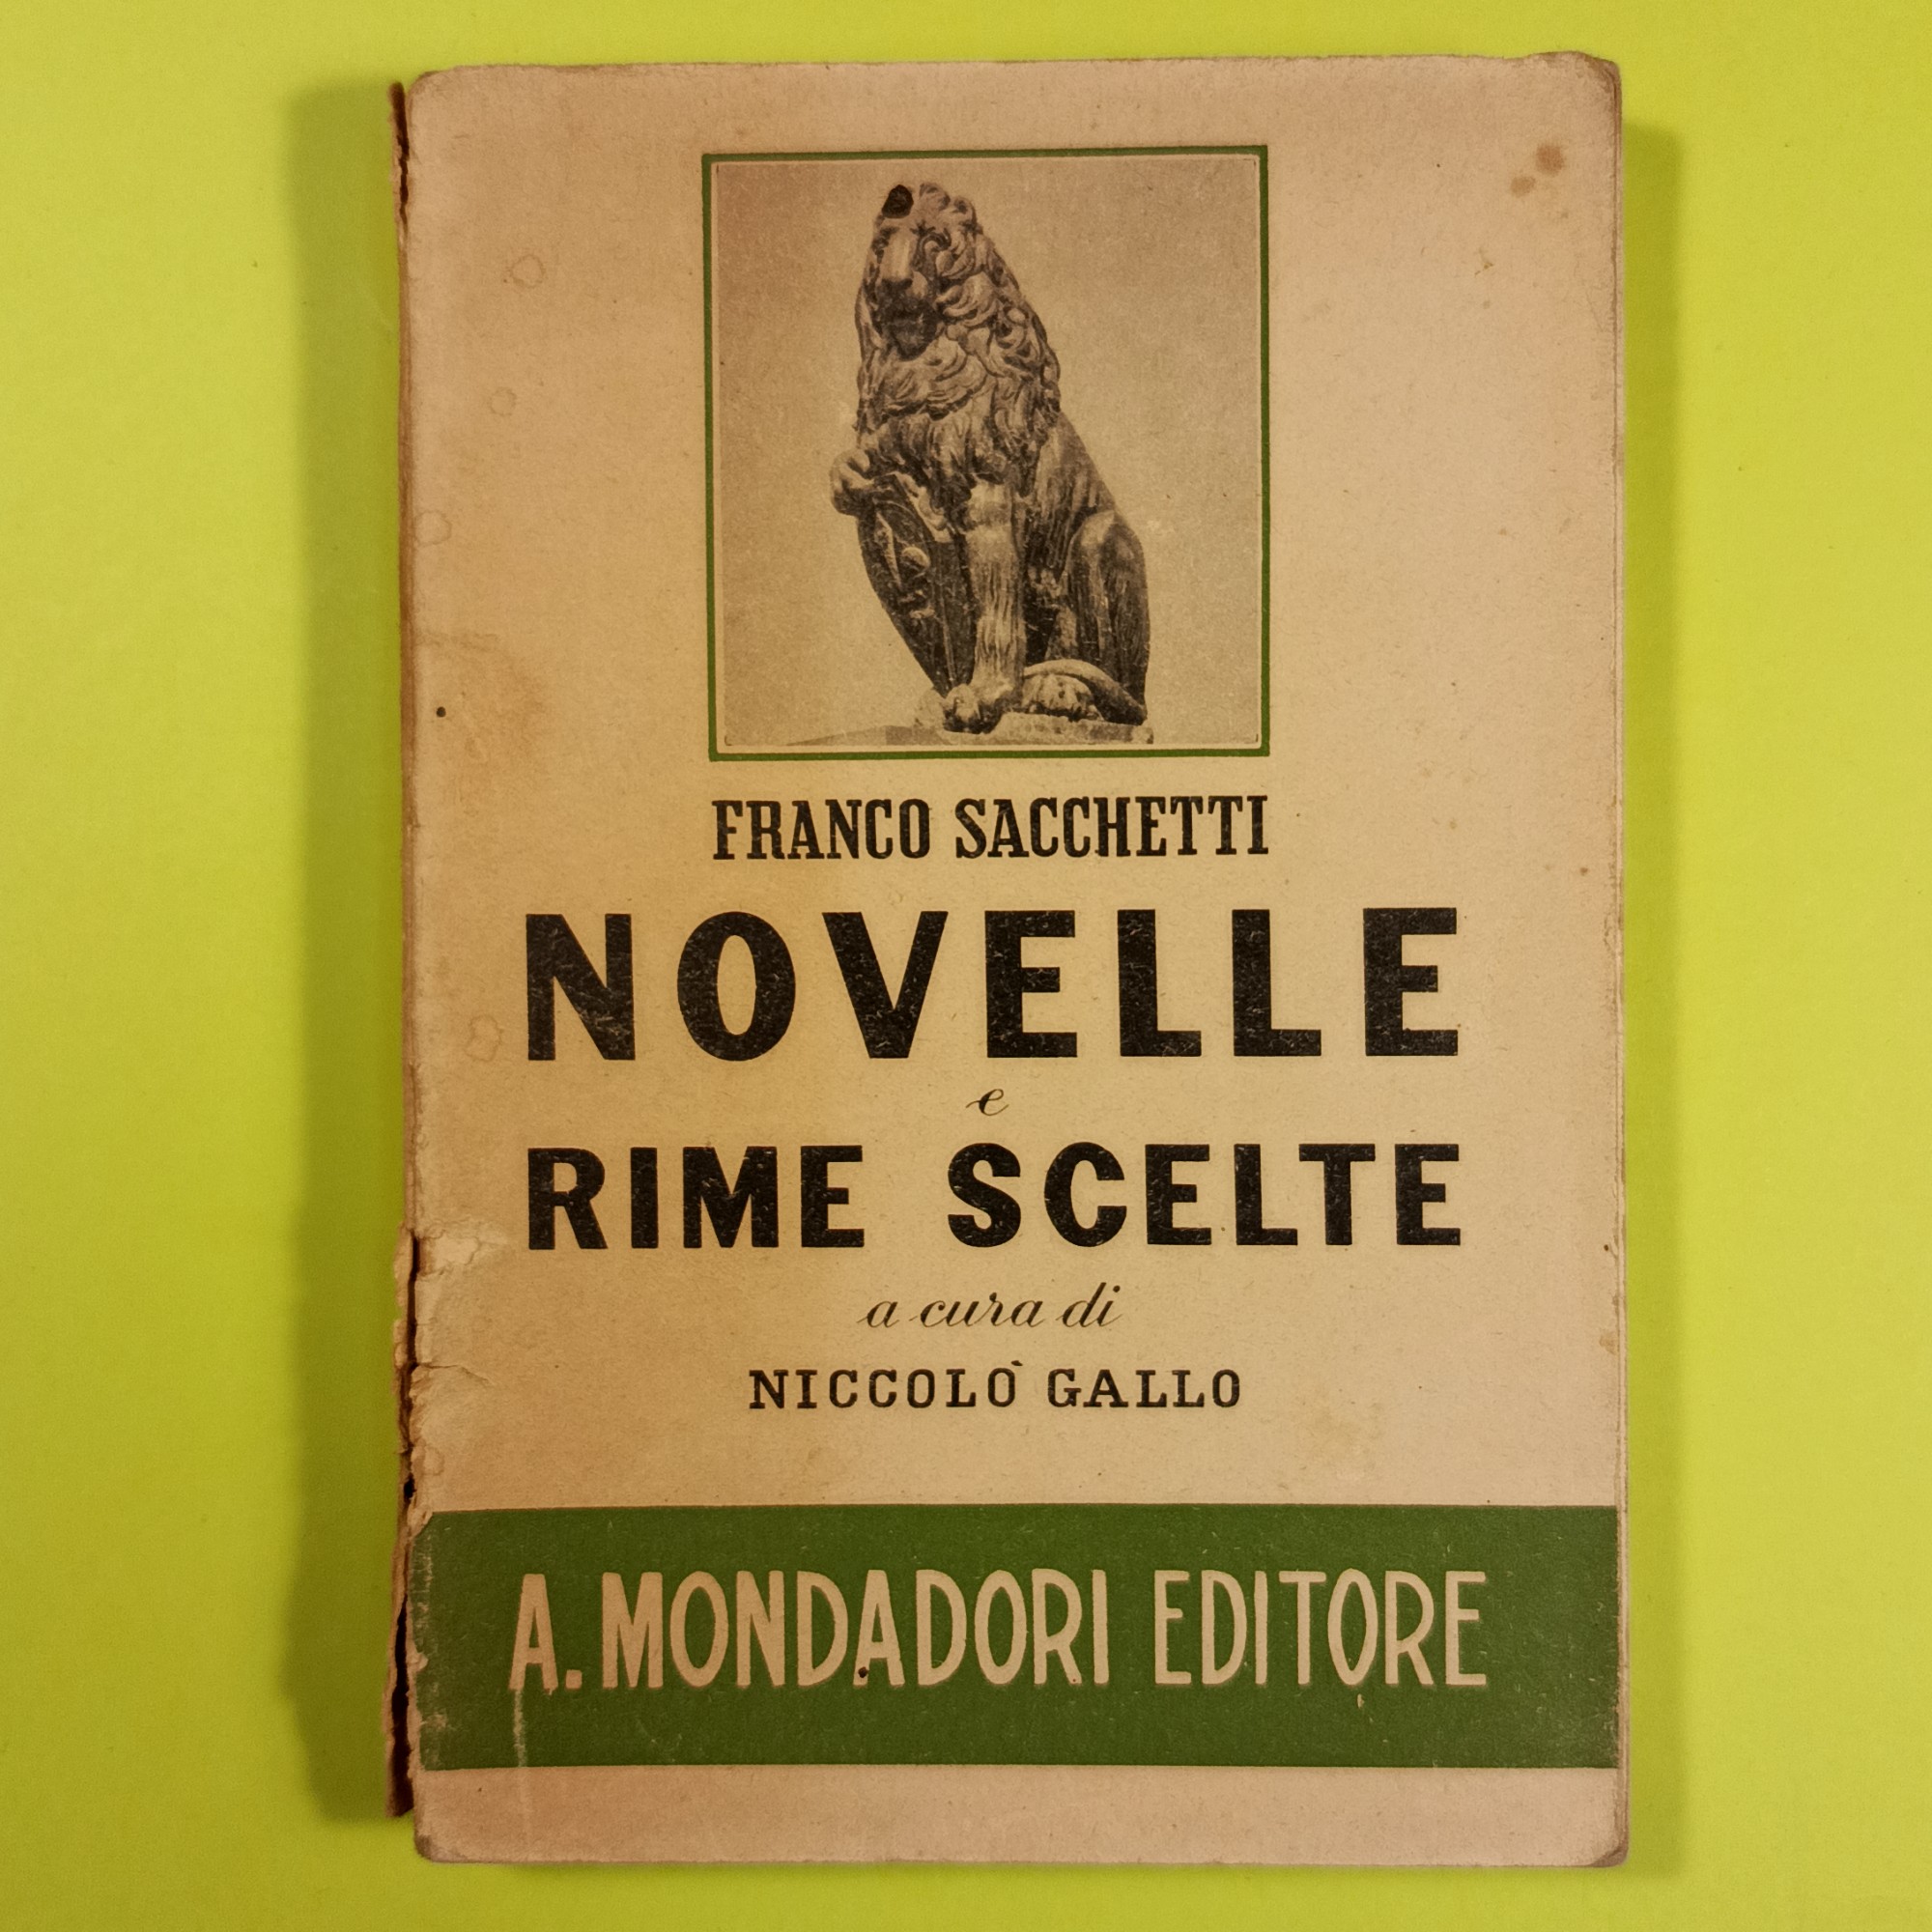 FRANCO SACCHETTI
NOVELLE
e
RIME SCELTE
a cura di
NICCOLÒ GALLO
A. MONDADORI EDITORE